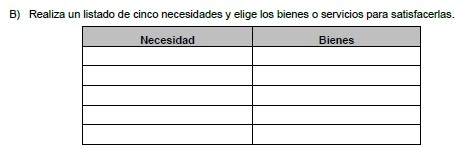 B) Realiza un listado de cinco necesidades y elige los bienes o servicios para satisfacerlas.
Necesidad Bienes